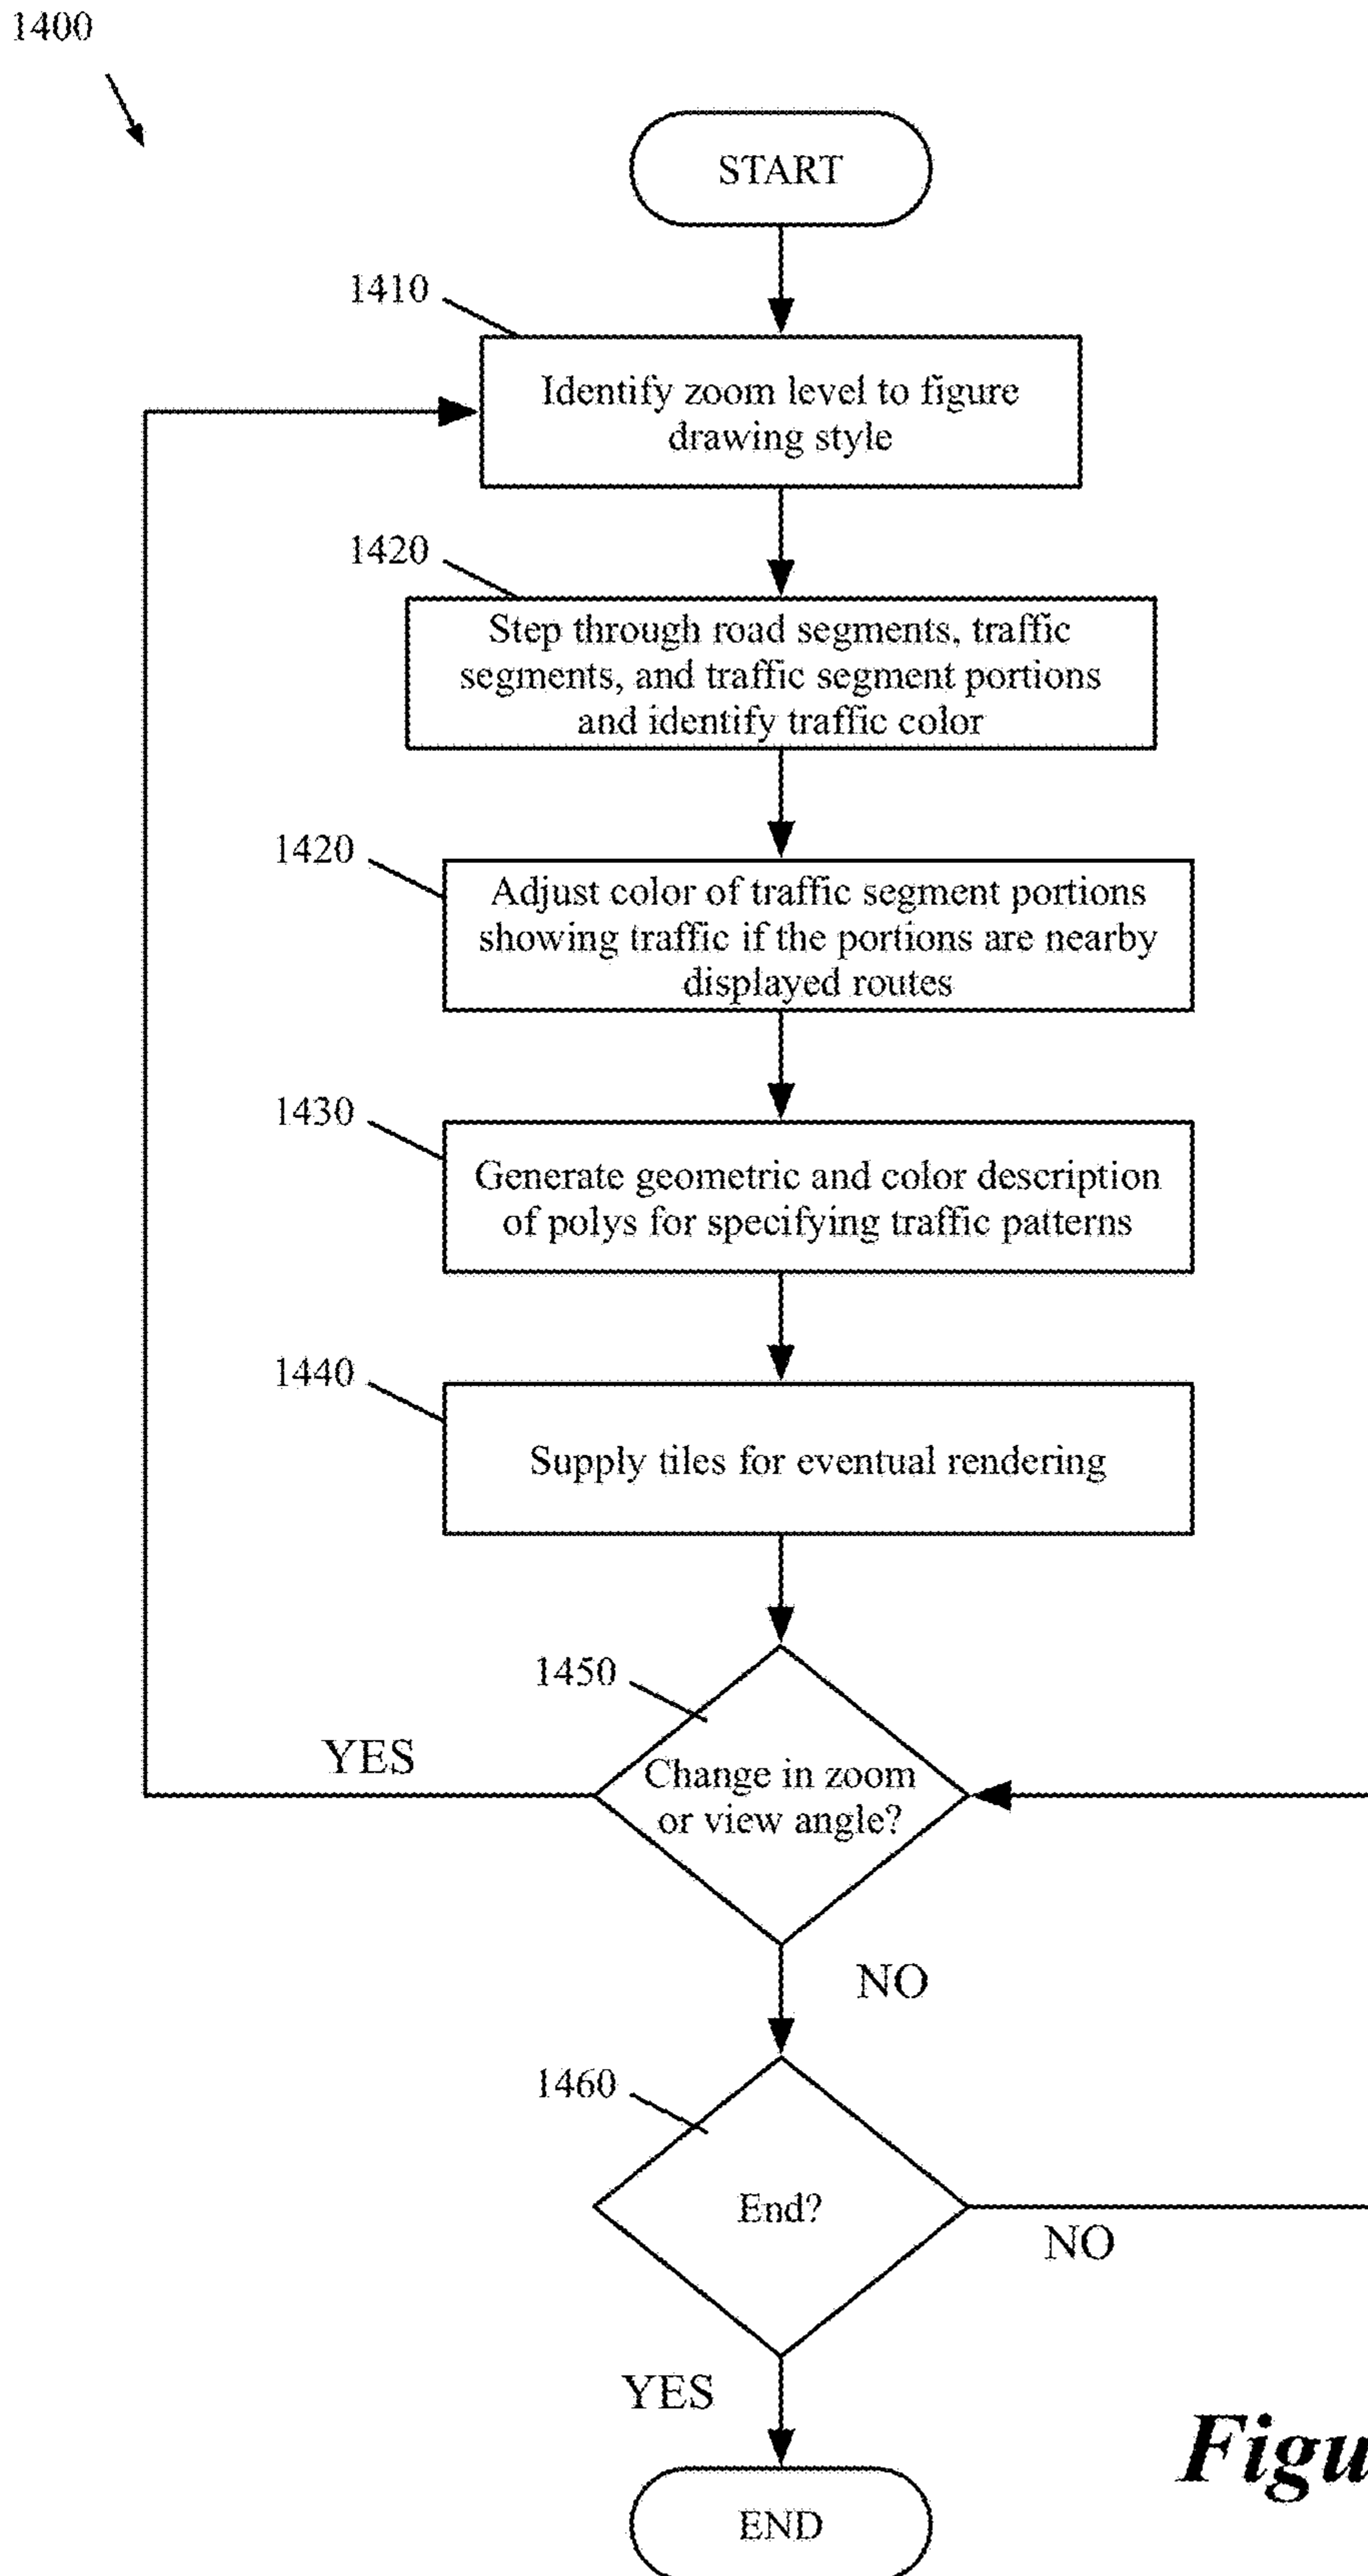 1400
START
1410
Identify zoom level to figure
drawing style
1420
Step through road segments, traffic
segments, and traffic segment portions
and identify traffic color
1420
Adjust color of traffic segment portions
showing traffic if the portions are nearby
displayed routes
1430
Generate geometric and color description
of polys for specifying traffic patterns
1440
Supply tiles for eventual rendering
1450
YES
Change in zoom
or view angle?
NO
1460
End?
NO
YES
Figu
END